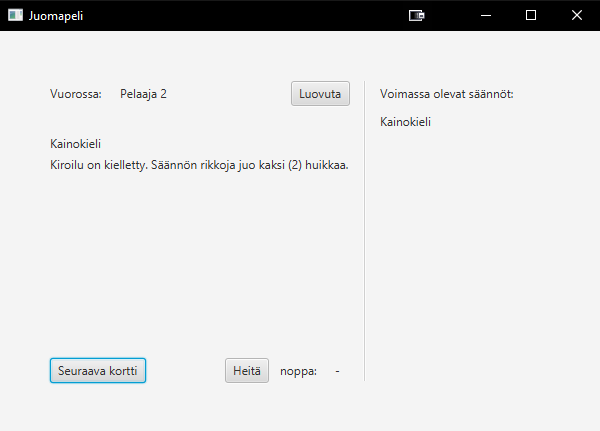 Juomapeli
Vuorossa: Pelaaja 2 Luovuta
Kainokieli
Kiroilu on kielletty. Säännön rikkoja juo kaksi (2) huikkaa.
Seuraava kortti Heitä noppa: -
Voimassa olevat säännöt:
Kainokieli